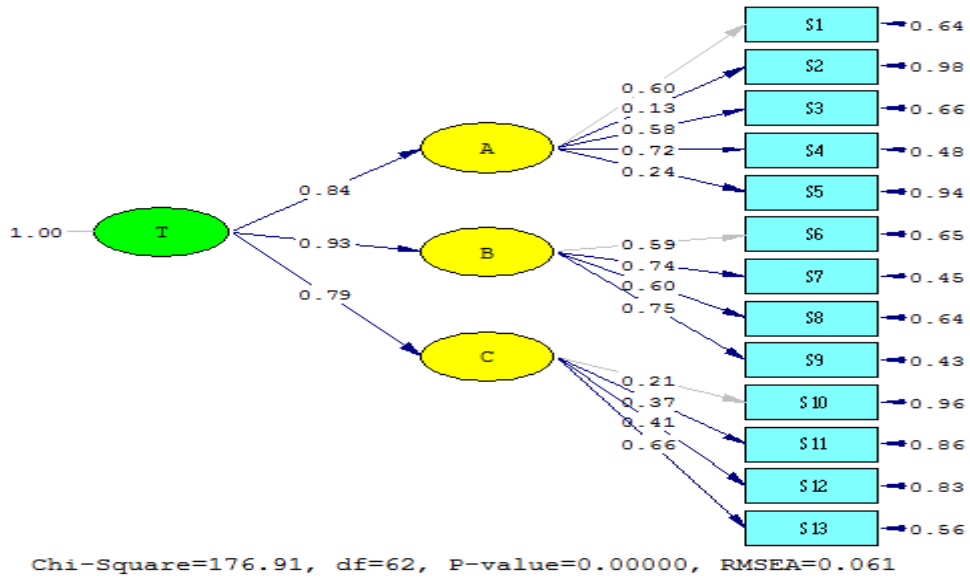 S1
0.64
S2
0.98
0.60
0.13
S3
0.66
0.58
A
0.72
S4
0.48
0.24
0.84
S5
0.94
1.00
T
0.93
B
0.59
S6
0.65
0.74
S7
0.45
0.60
0.79
0.75
S8
0.64
C
S9
0.43
0.21
0.37
S10
0.96
0.41
0.66
S11
0.86
S12
0.83
S13
0.56
Chi-Square=176.91, df=62, P-value=0.00000, RMSEA=0.061